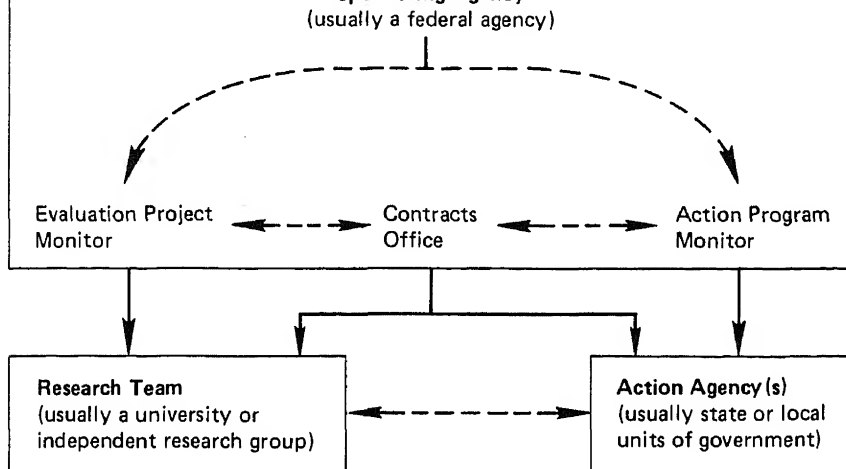 (usually a federal agency)
Evaluation Project
Monitor
Contracts
Office
Action Program
Monitor
Research Team
(usually a university or
independent research group)
Action Agency(s)
(usually state or local
units of government)